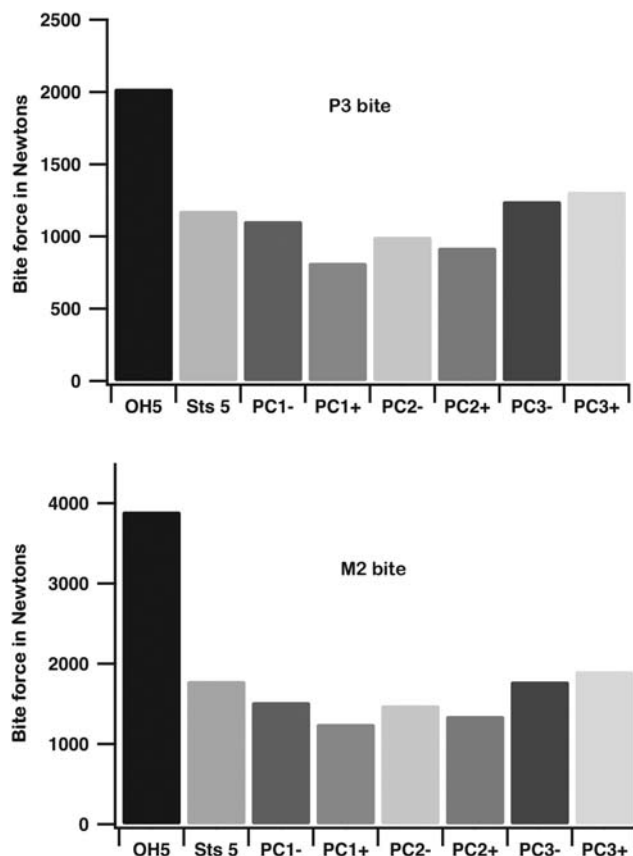 2500
2000
1500
1000
500
0
Bite force in Newtons
P3 bite
OH5 Sts 5 PC1- PC1+ PC2- PC2+ PC3- PC3+
4000
3000
2000
1000
0
Bite force in Newtons
M2 bite
OH5 Sts 5 PC1- PC1+ PC2- PC2+ PC3- PC3+